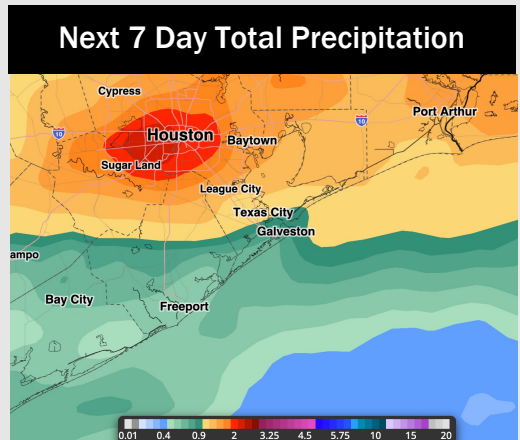 Next 7 Day Total Precipitation
Cypress
Port Arthur
10
10
Houston
Baytown
Sugar Land
League City
Texas City
Galveston
ampo
Bay City
Freeport
0.01 0.4 0.9 2 3.25 4.5 5.75 10 15 20